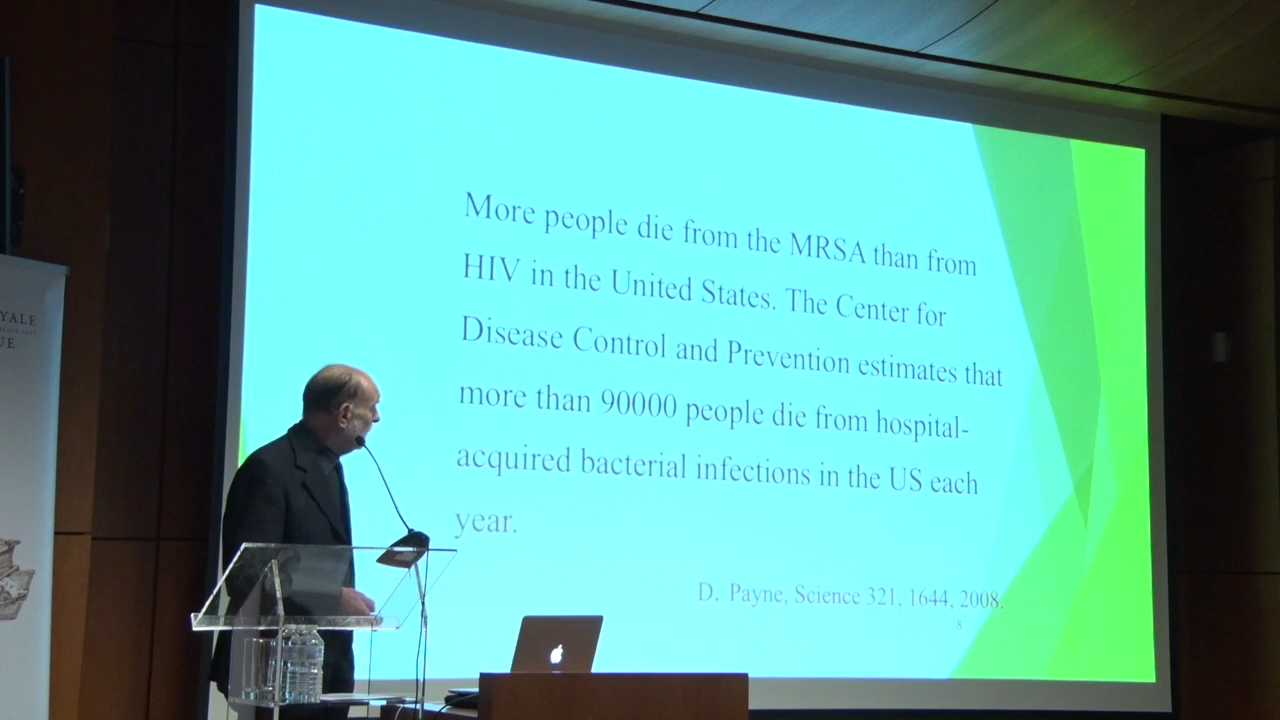 YALE
UE
More people die from the MRSA than from
HIV in the United States. The Center for
Disease Control and Prevention estimates that
more than 90000 people die from hospital-
acquired bacterial infections in the US each
year.
D. Payne, Science 321, 1644, 2008.
8